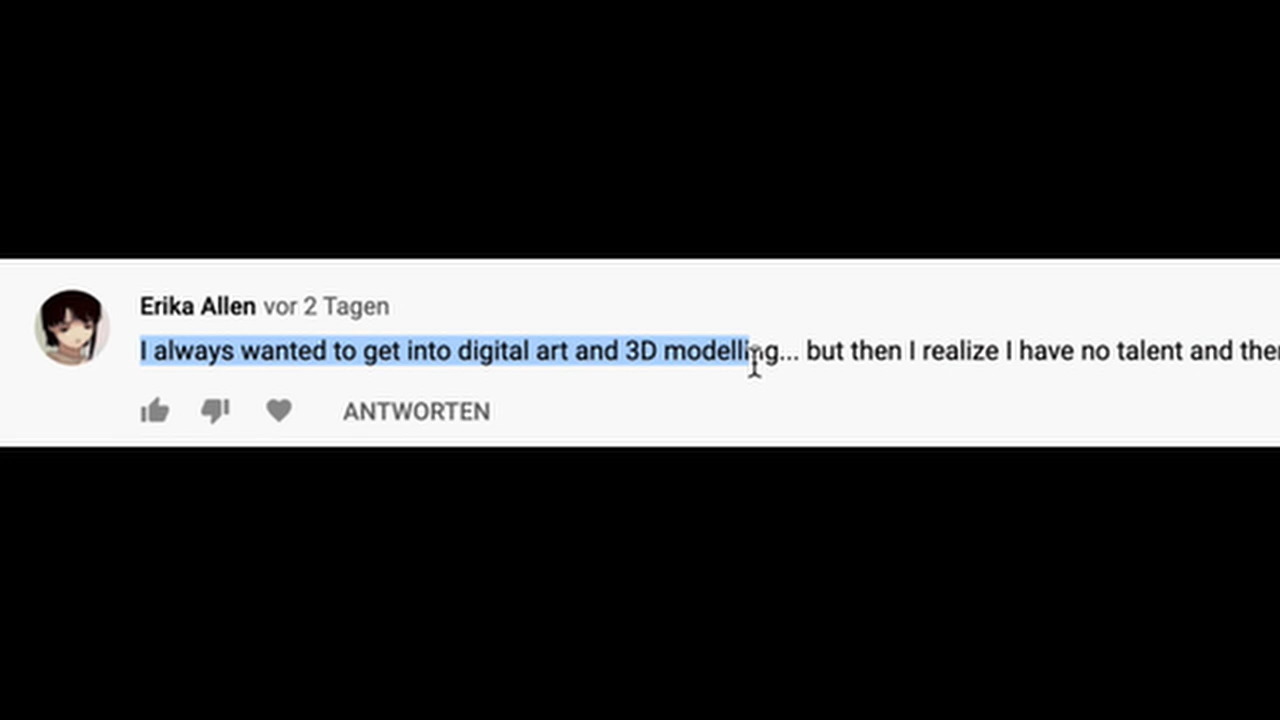 Erika Allen vor 2 Tagen
I always wanted to get into digital art and 3D modelling... but then I realize I have no talent and
ANTWORTEN